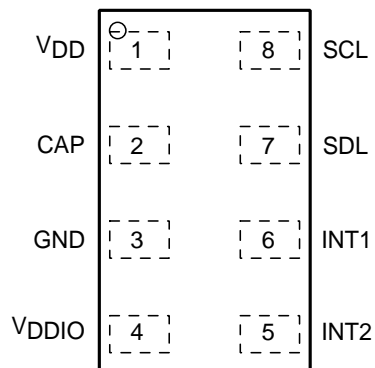 VDD 1 8 SCL
CAP 2 7 SDL
GND 3 6 INT1
VDDIO 4 5 INT2